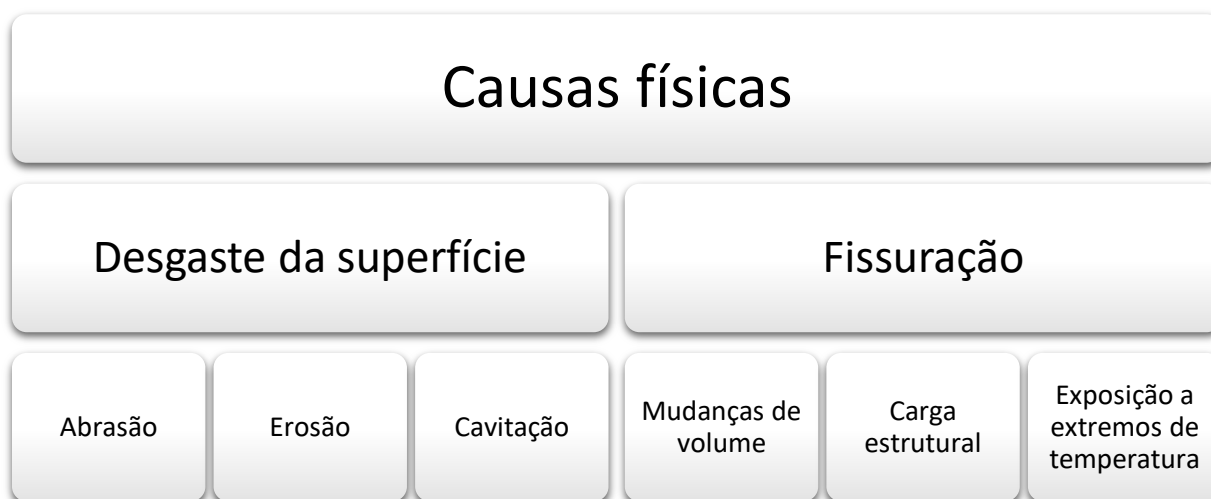 Causas físicas
Desgaste da superfície
Fissuração
Abrasão
Erosão
Cavitação
Mudanças de
volume
Carga
estrutural
Exposição a
extremos de
temperatura